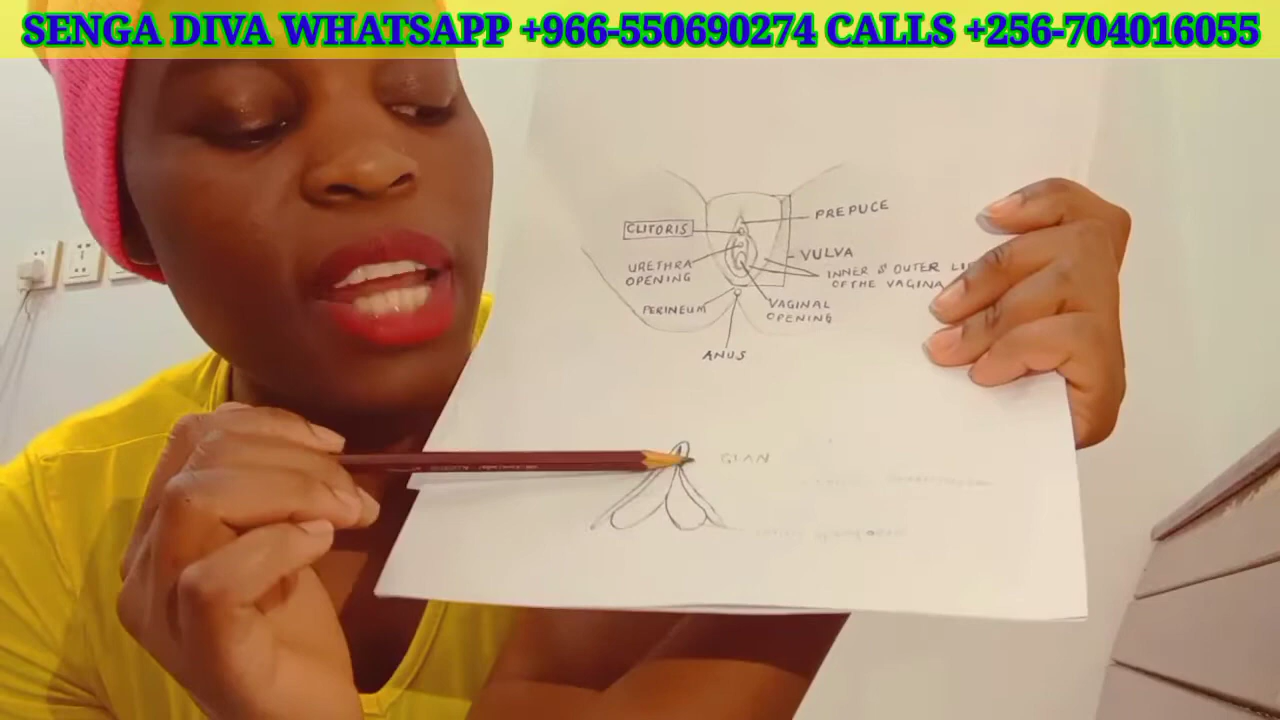 SENGA DIVA WHATSAPP +966-550690274 CALLS +256-704016055
PREPUCE
CLITORIS
VULVA
URETHRA
OPENING
INNER & OUTER
OF THE VAGINA
PERINEUM
VAGINAL
OPENING
ANUS
GLAN